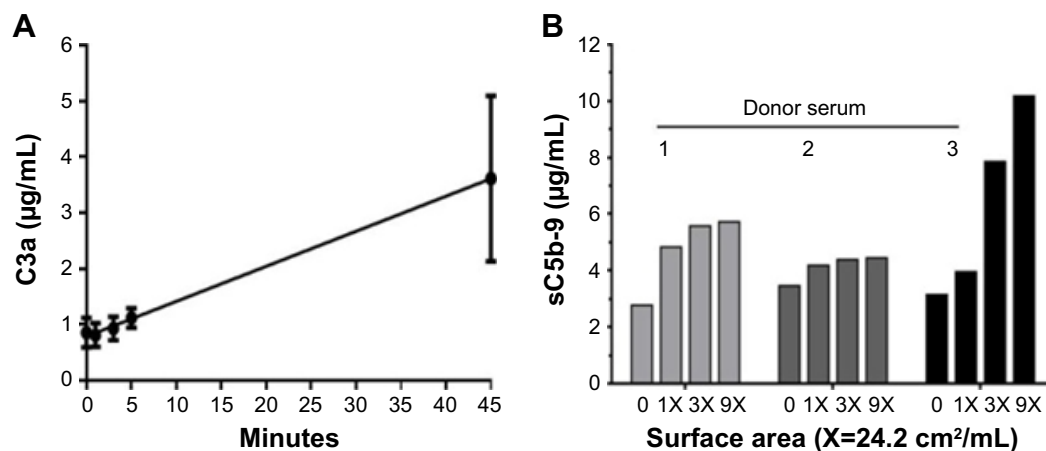 A
C3a (µg/mL)
6
5
4
3
2
1
0
0 5 10 15 20 25 30 35 40 45
Minutes
B
sC5b-9 (µg/mL)
12
10
8
6
4
2
0
Donor serum
1 2 3
0 1X 3X 9X 0 1X 3X 9X 0 1X 3X 9X
Surface area (X=24.2 cm²/mL)